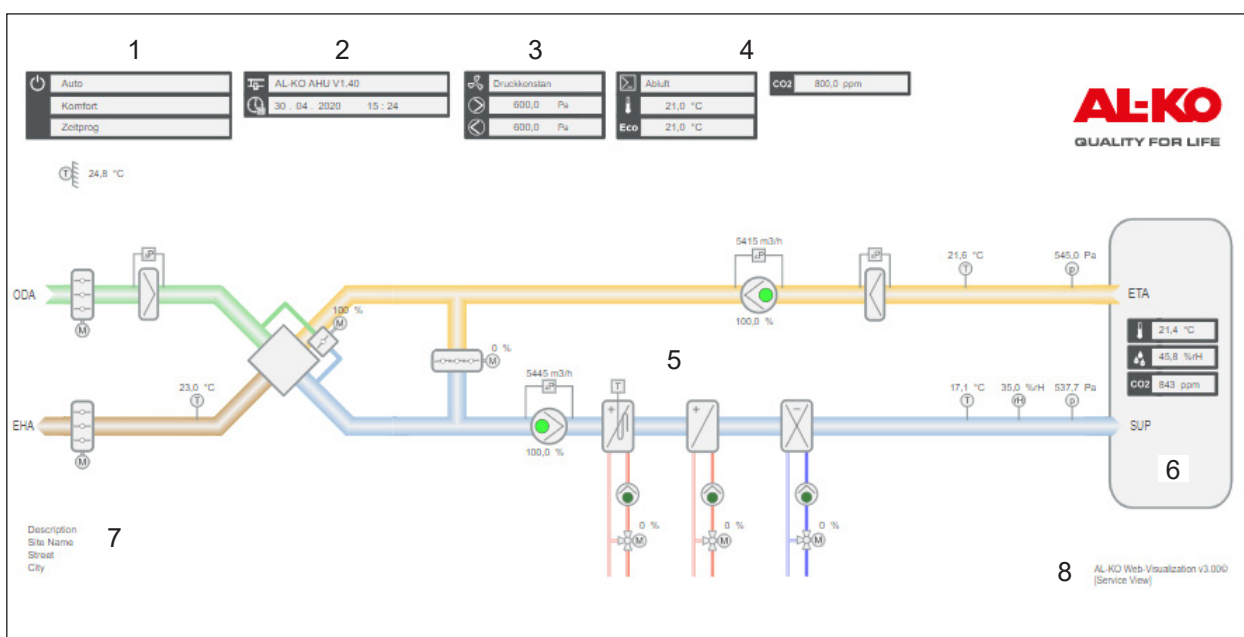 1
2
3
4
Auto
Komfort
Zeitprog
AL-KO AHU V1.40
30 . 04 . 2020 15 : 24
Druckkonstan
600,0 Pa
600,0 Pa
Abluft
21,0 °C
Eco 21,0 °C
CO2 800,0 ppm
AL-KO
QUALITY FOR LIFE
T 24,8 °C
5415 m3/h
21,6 °C
545,0 Pa
T
p
ODA
ETA
M
100 %
M
100,0 %
21,4 °C
45,8 %rH
CO2 843 ppm
0 %
M
5
5445 m3/h
T
23,0 °C
T
17,1 °C
35,0 %rH
537,7 Pa
T
rH
p
EHA
SUP
+
+
−
M
100,0 %
6
0 %
M
0 %
M
0 %
M
7
Description
Site Name
Street
City
8
AL-KO Web-Visualization v3.00©
[Service View]